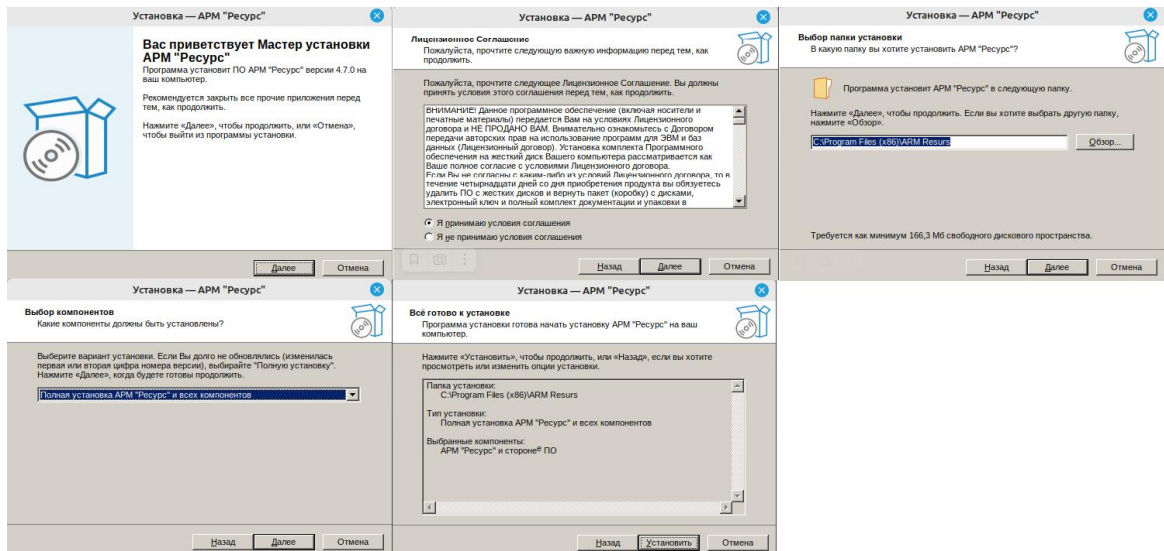 Установка — АРМ "Ресурс"
Вас приветствует Мастер установки
АРМ "Ресурс"
Программа установит ПО АРМ "Ресурс" версии 4.7.0 на
ваш компьютер.
Рекомендуется закрыть все прочие приложения перед
тем, как продолжить.
Нажмите «Далее», чтобы продолжить, или «Отмена»,
чтобы выйти из программы установки.
Далее
Отмена
Установка — АРМ "Ресурс"
Лицензионное Соглашение
Пожалуйста, прочтите следующую важную информацию перед тем, как
продолжить.
Пожалуйста, прочтите следующее Лицензионное Соглашение. Вы должны
принять условия этого соглашения перед тем, как продолжить.
ВНИМАНИЕ! Данное программное обеспечение (включая носители и
печатные материалы) передается Вам на условиях Лицензионного
договора и НЕ ПРОДАНО ВАМ. Внимательно ознакомьтесь с Договором
передачи авторских прав на использование программ для ЭВМ и баз
данных (Лицензионный договор). Установка комплекта Программного
обеспечения на жесткий диск Вашего компьютера рассматривается как
Ваше полное согласие с условиями Лицензионного договора.
Если Вы не согласны с каким-либо из условий Лицензионного договора, то в
течение четырнадцати дней со дня приобретения продукта вы обязуетесь
удалить ПО с жестких дисков и вернуть пакет (коробку) с дисками,
электронный ключ и полный комплект документации и упаковки в
Я принимаю условия соглашения
Я не принимаю условия соглашения
Назад
Далее
Отмена
Установка — АРМ "Ресурс"
Выбор папки установки
В какую папку вы хотите установить АРМ "Ресурс"?
Программа установит АРМ "Ресурс" в следующую папку.
Нажмите «Далее», чтобы продолжить. Если вы хотите выбрать другую папку,
нажмите «Обзор».
C:\Program Files (x86)\ARM Resurs
Обзор...
Требуется как минимум 166,3 Мб свободного дискового пространства.
Назад
Далее
Отмена
Установка — АРМ "Ресурс"
Выбор компонентов
Какие компоненты должны быть установлены?
Выберите вариант установки. Если Вы долго не обновлялись (изменилась
первая или вторая цифра номера версии), выбирайте "Полную установку".
Нажмите «Далее», когда будете готовы продолжить.
Полная установка АРМ "Ресурс" и всех компонентов
Назад
Далее
Отмена
Установка — АРМ "Ресурс"
Всё готово к установке
Программа установки готова начать установку АРМ "Ресурс" на ваш
компьютер.
Нажмите «Установить», чтобы продолжить, или «Назад», если вы хотите
просмотреть или изменить опции установки.
Папка установки:
C:\Program Files (x86)\ARM Resurs
Тип установки:
Полная установка АРМ "Ресурс" и всех компонентов
Выбранные компоненты:
АРМ "Ресурс" и стороне ПО
Назад
Установить
Отмена